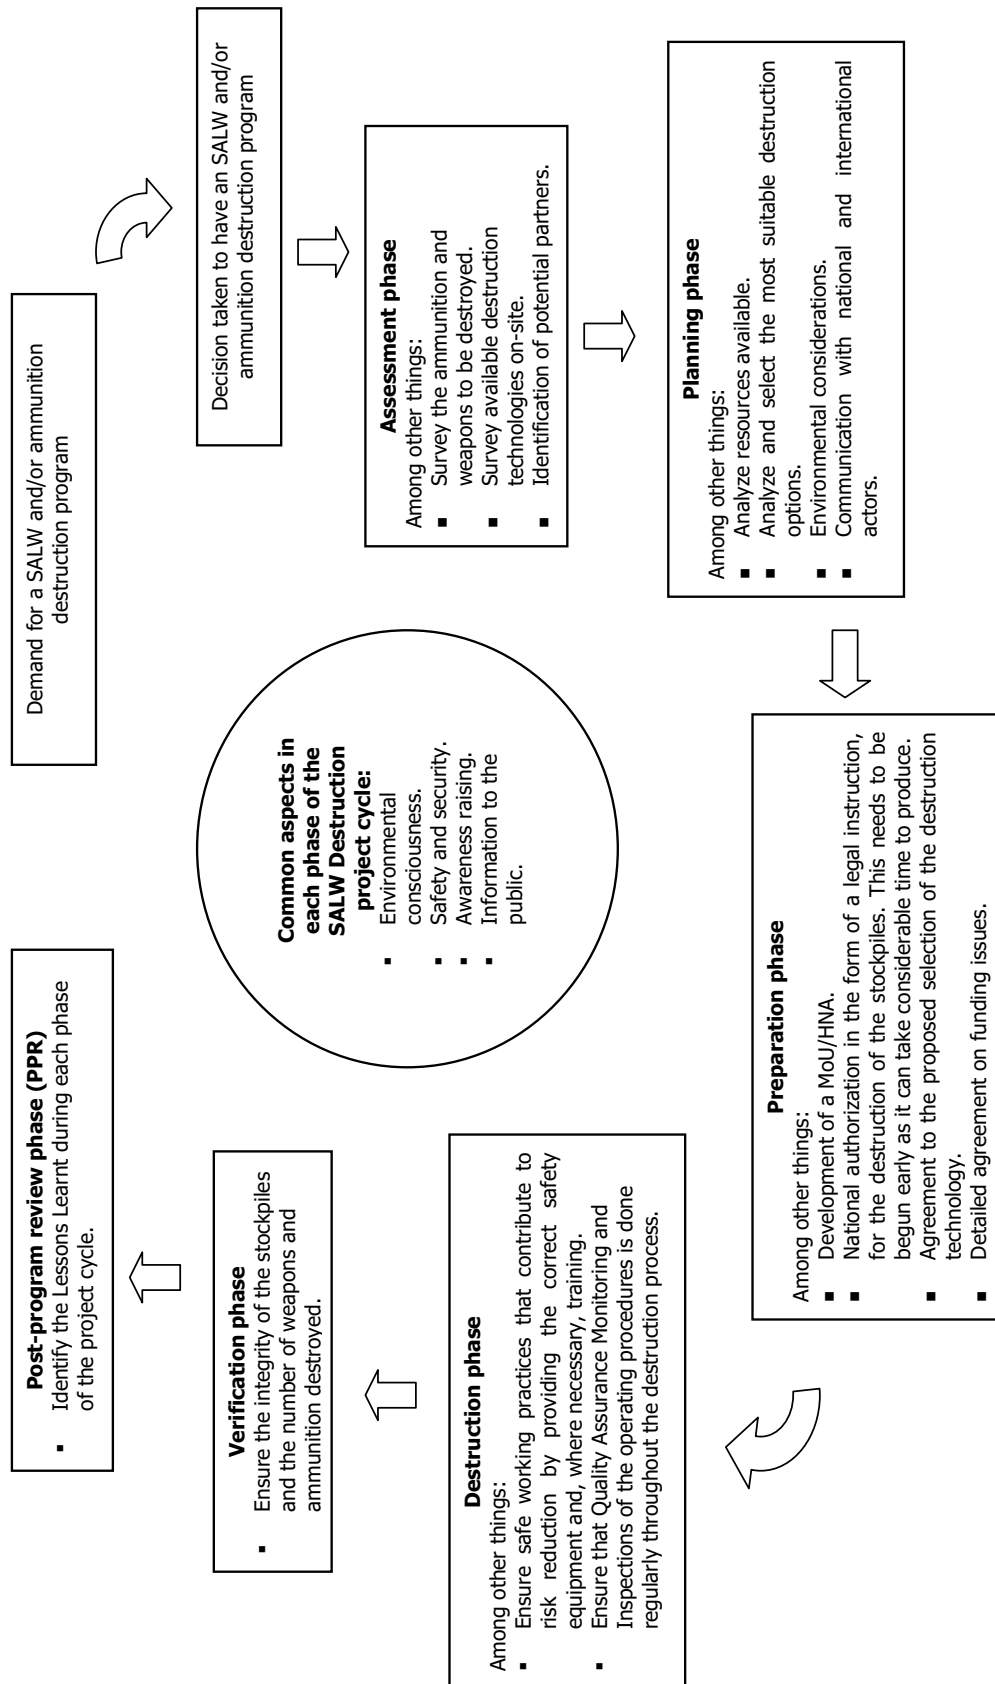 Demand for a SALW and/or ammunition
destruction program
Decision taken to have an SALW and/or
ammunition destruction program
Assessment phase
Among other things:
▪ Survey the ammunition and
weapons to be destroyed.
▪ Survey available destruction
technologies on-site.
▪ Identification of potential partners.
Planning phase
Among other things:
▪ Analyze resources available.
▪ Analyze and select the most suitable destruction
options.
▪ Environmental considerations.
▪ Communication with national and international
actors.
Preparation phase
Among other things:
▪ Development of a MoU/HNA.
▪ National authorization in the form of a legal instruction,
for the destruction of the stockpiles. This needs to be
begun early as it can take considerable time to produce.
▪ Agreement to the proposed selection of the destruction
technology.
▪ Detailed agreement on funding issues.
Destruction phase
Among other things:
▪ Ensure safe working practices that contribute to
risk reduction by providing the correct safety
equipment and, where necessary, training.
▪ Ensure that Quality Assurance Monitoring and
Inspections of the operating procedures is done
regularly throughout the destruction process.
Verification phase
▪ Ensure the integrity of the stockpiles
and the number of weapons and
ammunition destroyed.
Post-program review phase (PPR)
▪ Identify the Lessons Learnt during each phase
of the project cycle.
Common aspects in
each phase of the
SALW Destruction
project cycle:
▪ Environmental
consciousness.
▪ Safety and security.
▪ Awareness raising.
▪ Information to the
public.